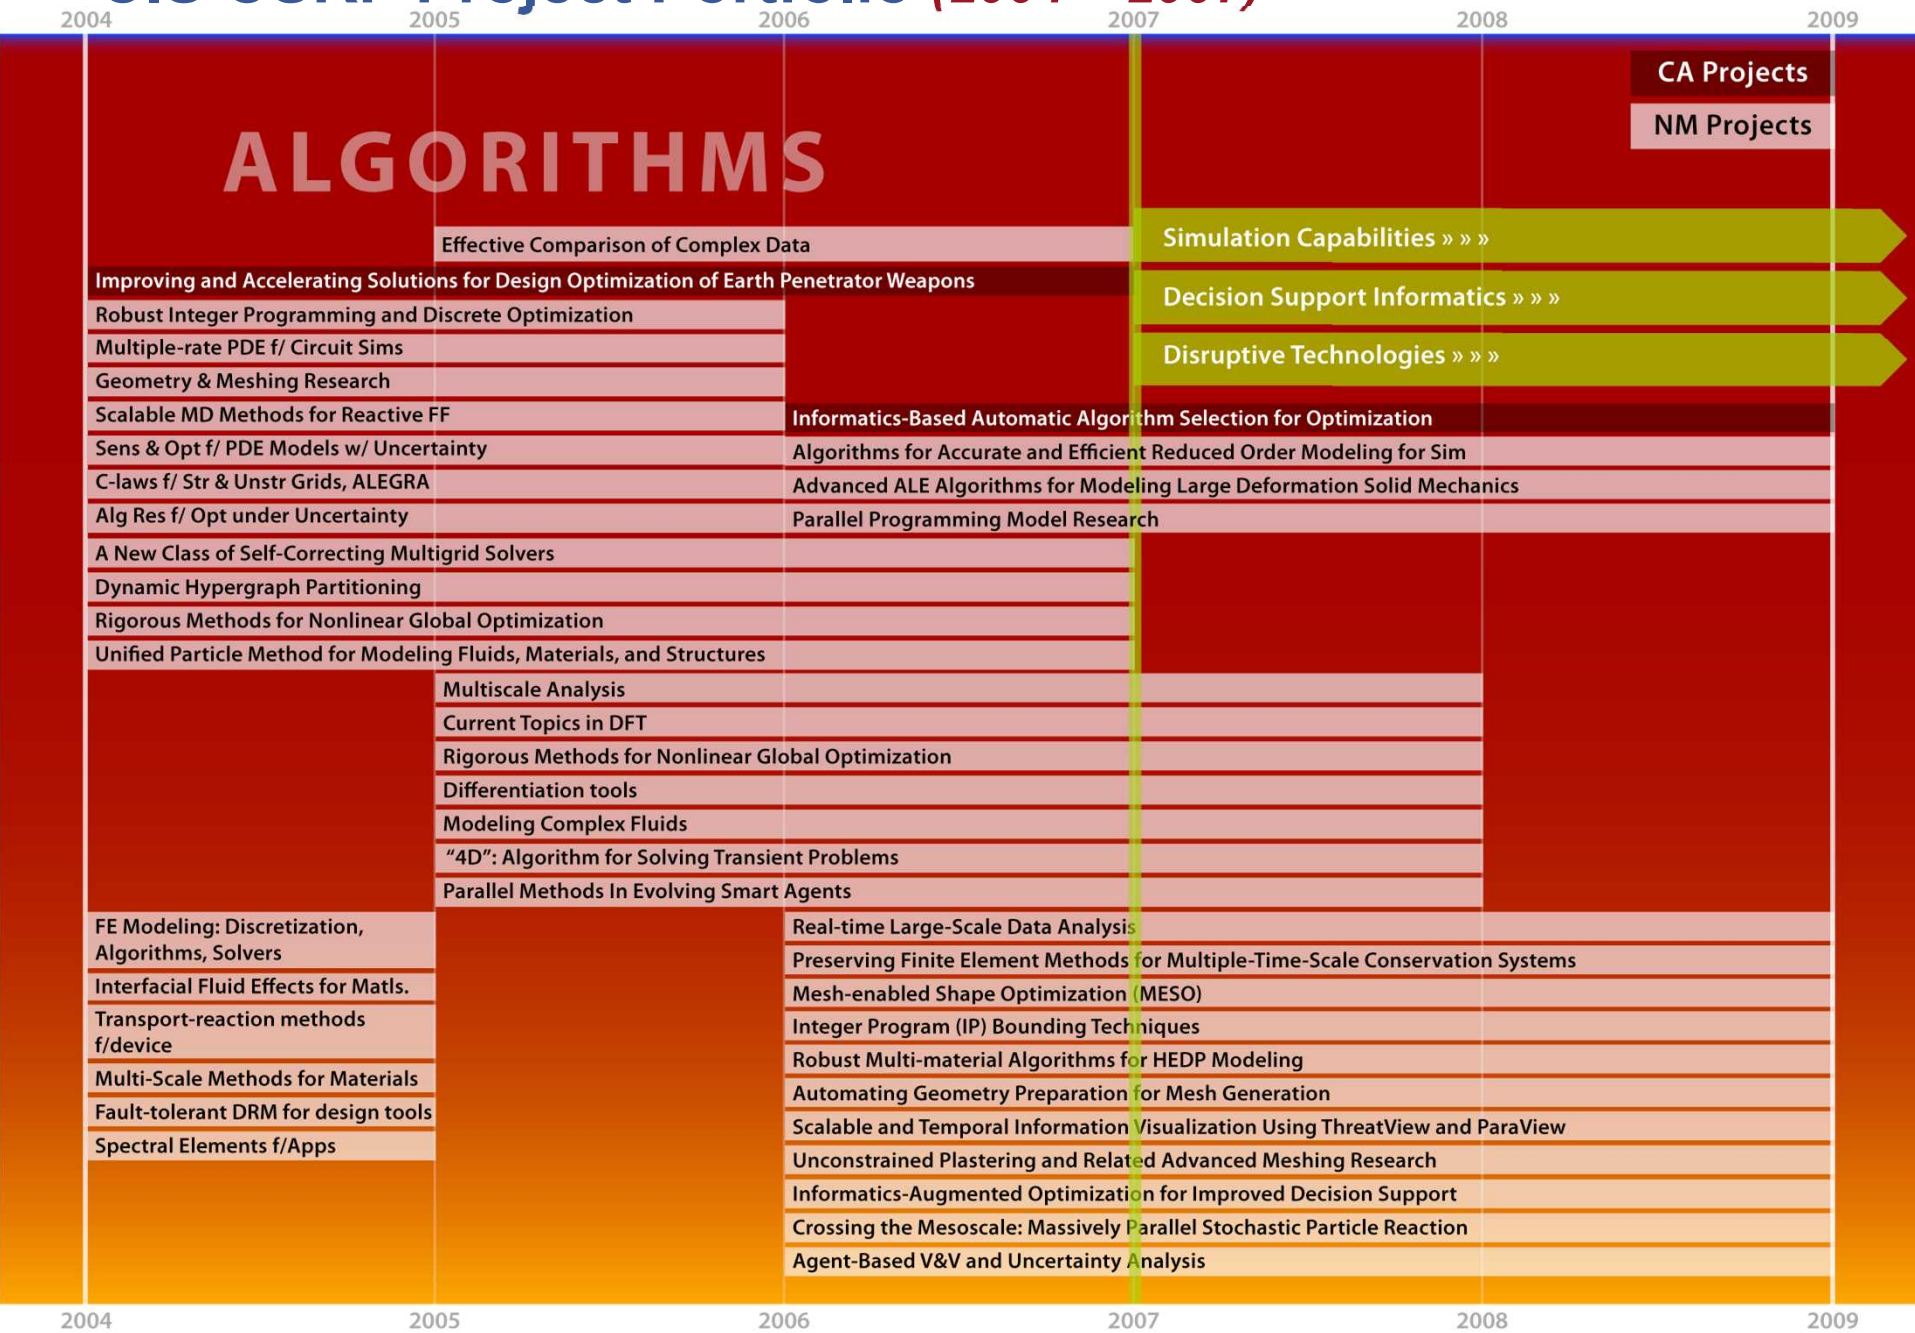 Project Portfolio
2004 2005 2006 2007 2008 2009
CA Projects
NM Projects
ALGORITHMS
Effective Comparison of Complex Data
Simulation Capabilities » » »
Improving and Accelerating Solutions for Design Optimization of Earth Penetrator Weapons
Decision Support Informatics » » »
Robust Integer Programming and Discrete Optimization
Multiple-rate PDE f/ Circuit Sims
Disruptive Technologies » » »
Geometry & Meshing Research
Scalable MD Methods for Reactive FF
Informatics-Based Automatic Algorithm Selection for Optimization
Sens & Opt f/ PDE Models w/ Uncertainty
Algorithms for Accurate and Efficient Reduced Order Modeling for Sim
C-laws f/ Str & Unstr Grids, ALEGRA
Advanced ALE Algorithms for Modeling Large Deformation Solid Mechanics
Alg Res f/ Opt under Uncertainty
Parallel Programming Model Research
A New Class of Self-Correcting Multigrid Solvers
Dynamic Hypergraph Partitioning
Rigorous Methods for Nonlinear Global Optimization
Unified Particle Method for Modeling Fluids, Materials, and Structures
Multiscale Analysis
Current Topics in DFT
Rigorous Methods for Nonlinear Global Optimization
Differentiation tools
Modeling Complex Fluids
“4D”: Algorithm for Solving Transient Problems
Parallel Methods In Evolving Smart Agents
FE Modeling: Discretization,
Algorithms, Solvers
Interfacial Fluid Effects for Matls.
Transport-reaction methods
f/device
Multi-Scale Methods for Materials
Fault-tolerant DRM for design tools
Spectral Elements f/Apps
Real-time Large-Scale Data Analysis
Preserving Finite Element Methods for Multiple-Time-Scale Conservation Systems
Mesh-enabled Shape Optimization (MESO)
Integer Program (IP) Bounding Techniques
Robust Multi-material Algorithms for HEDP Modeling
Automating Geometry Preparation for Mesh Generation
Scalable and Temporal Information Visualization Using ThreatView and ParaView
Unconstrained Plastering and Related Advanced Meshing Research
Informatics-Augmented Optimization for Improved Decision Support
Crossing the Mesoscale: Massively Parallel Stochastic Particle Reaction
Agent-Based V&V and Uncertainty Analysis
2004 2005 2006 2007 2008 2009